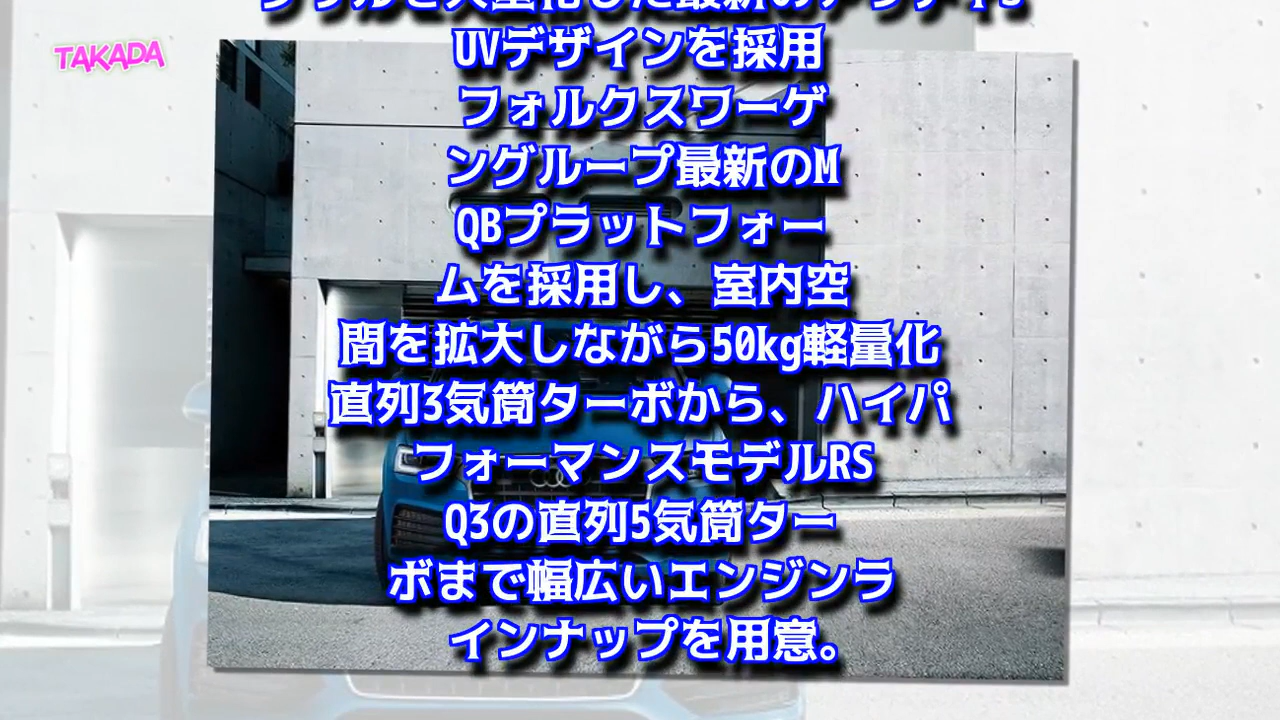 TAKADA
UVデザインを採用
フォルクスワーゲ
ングループ最新のM
QBプラットフォー
ムを採用し、室内空
間を拡大しながら50kg軽量化
直列3気筒ターボから、ハイパ
フォーマンスモデルRS
Q3の直列5気筒ター
ボまで幅広いエンジンラ
インナップを用意。